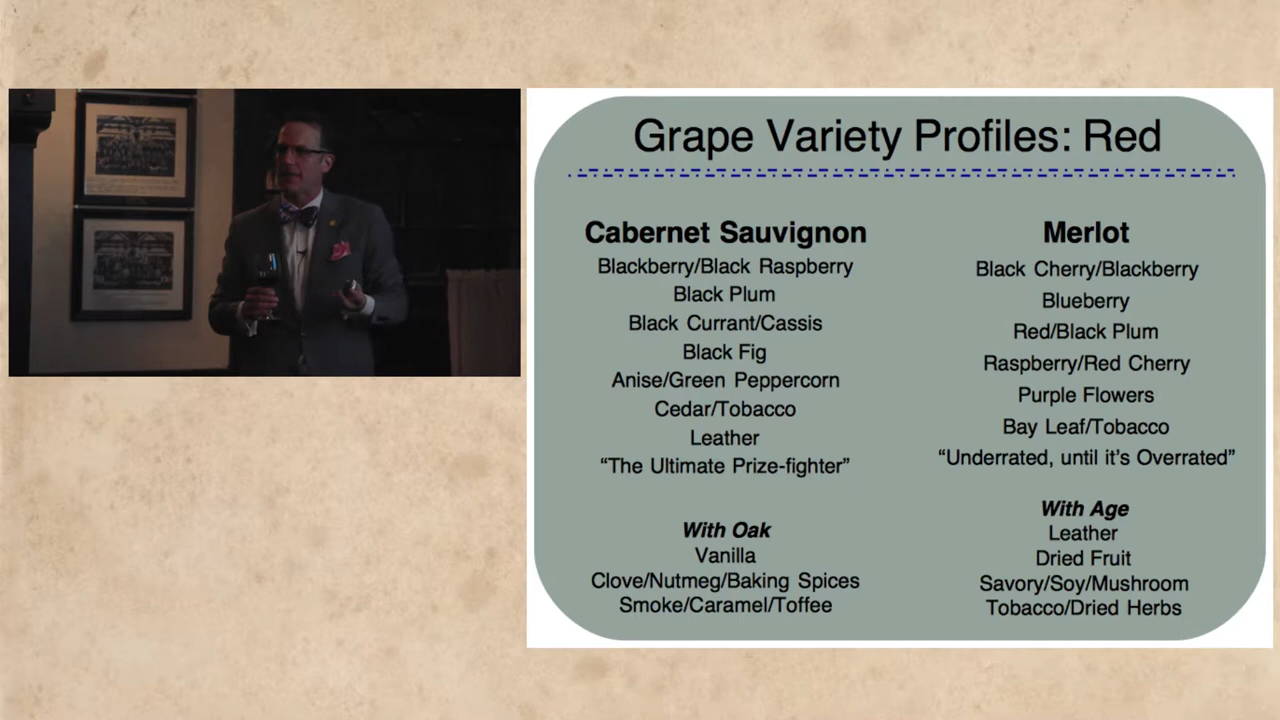 Grape Variety Profiles: Red
Cabernet Sauvignon
Blackberry/Black Raspberry
Black Plum
Black Currant/Cassis
Black Fig
Anise/Green Peppercorn
Cedar/Tobacco
Leather
“The Ultimate Prize-fighter”
With Oak
Vanilla
Clove/Nutmeg/Baking Spices
Smoke/Caramel/Toffee
Merlot
Black Cherry/Blackberry
Blueberry
Red/Black Plum
Raspberry/Red Cherry
Purple Flowers
Bay Leaf/Tobacco
“Underrated, until it’s Overrated”
With Age
Leather
Dried Fruit
Savory/Soy/Mushroom
Tobacco/Dried Herbs